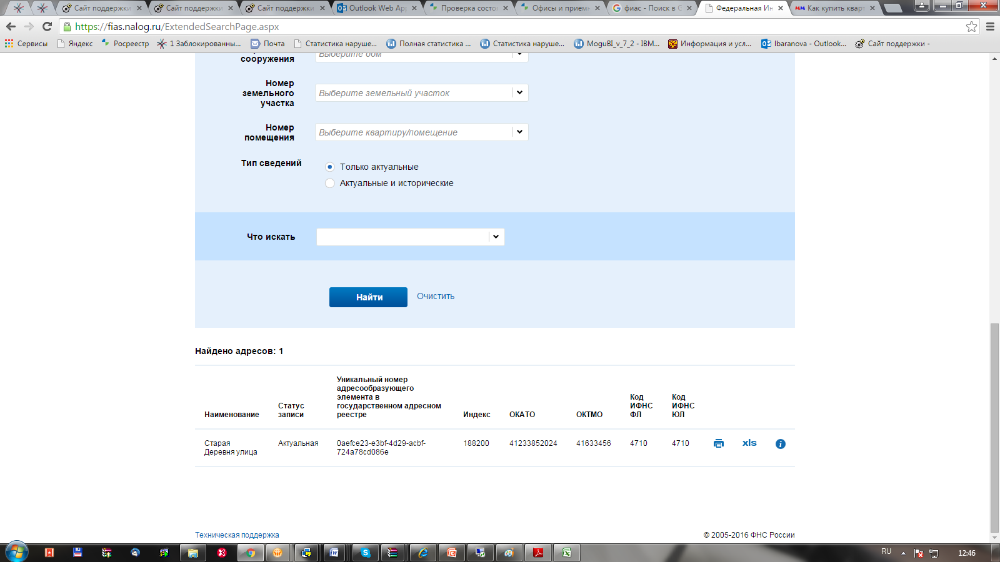 Сайт поддержки
Сайт поддержки
Сайт поддержки
Outlook Web App
Проверка состо
Офисы и прием
фиас - Поиск в G
Федеральная Ин
Как купить кварт
https://fias.nalog.ru/ExtendedSearchPage.aspx
Сервисы
Яндекс
Росреестр
1 Заблокированны...
Почта
Статистика наруше...
Полная статистика ...
Статистика наруше...
MoguBI_v_7_2 - IBM...
Информация и усл...
Ibaranova - Outlook...
Сайт поддержки -
сооружения
Выберите дом
Номер
земельного
участка
Выберите земельный участок
Номер
помещения
Выберите квартиру/помещение
Тип сведений
Только актуальные
Актуальные и исторические
Что искать
Найти
Очистить
Найдено адресов: 1
Наименование
Статус
записи
Уникальный номер
адресообразующего
элемента в
государственном адресном
реестре
Индекс
ОКАТО
ОКТМО
Код
ИФНС
ФЛ
Код
ИФНС
ЮЛ
Старая
Деревня улица
Актуальная
0aefce23-e3bf-4d29-acbf-
724a78cd086e
188200
41233852024
41633456
4710
4710
xls
Техническая поддержка
© 2005-2016 ФНС России
RU
12:46